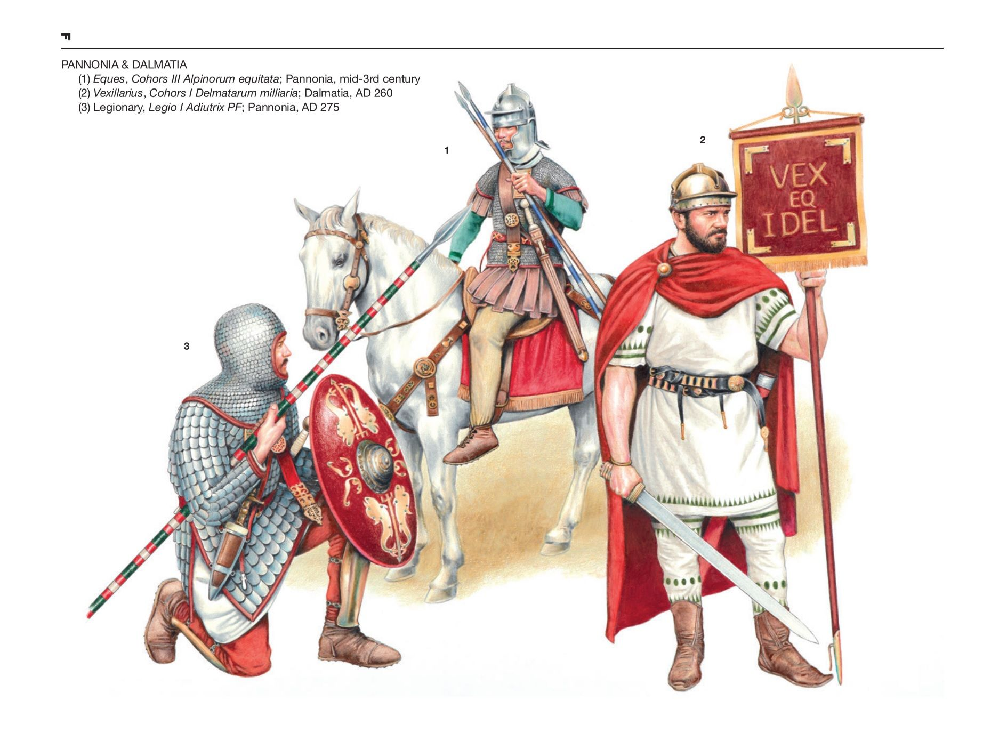 F
PANNONIA & DALMATIA
(1) Eques, Cohors III Alpinorum equitata; Pannonia, mid-3rd century
(2) Vexillarius, Cohors I Delmatarum milliaria; Dalmatia, AD 260
(3) Legionary, Legio I Adiutrix PF; Pannonia, AD 275
1
2
VEX
EQ
I DEL
3